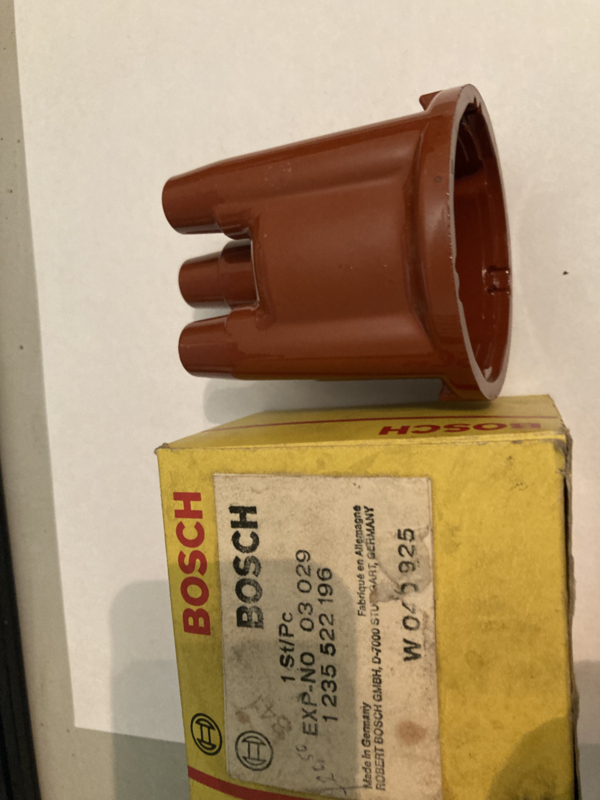 BOSCH
BOSCH
BOSCH
1 St/Pc
EXP-NO 03 029
1 235 522 196
Made in Germany Fabriqué en Allemagne
ROBERT BOSCH GMBH, D-7000 STUTTGART, GERMANY